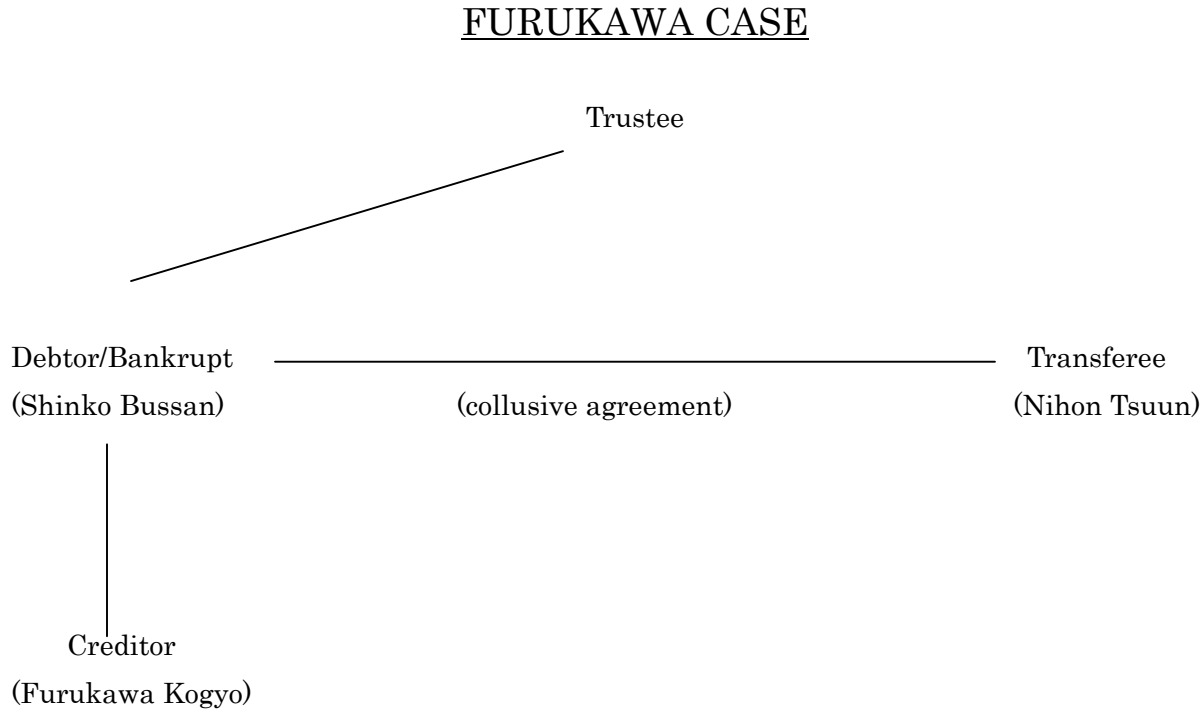 FURUKAWA CASE
Trustee
Debtor/Bankrupt
Transferee
(Shinko Bussan)
(collusive agreement)
(Nihon Tsuun)
Creditor
(Furukawa Kogyo)